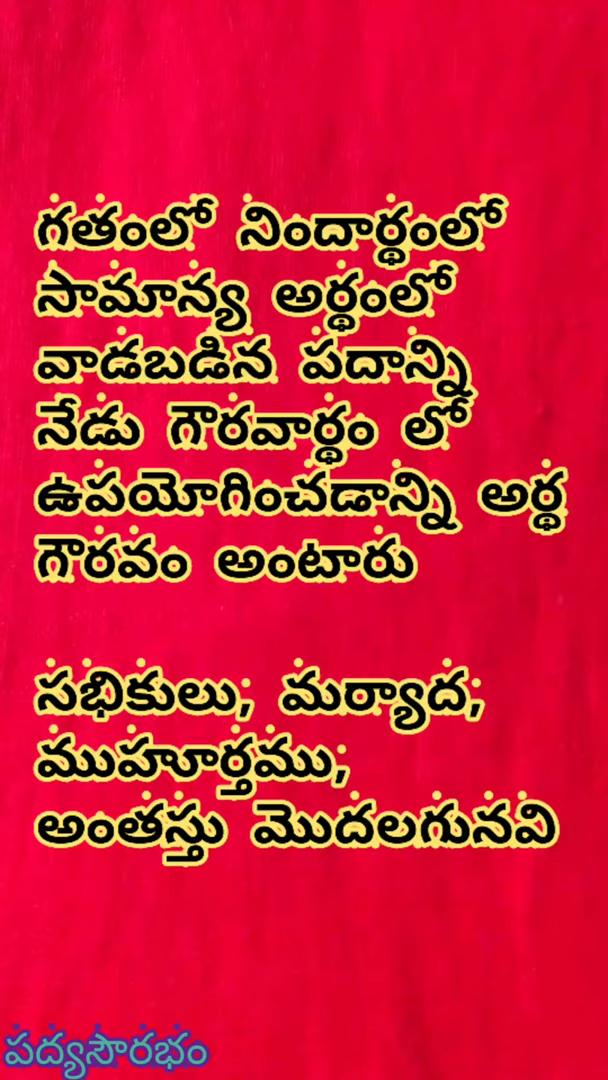 గతంలో నిందార్థంలో
సామాన్య అర్థంలో
వాడబడిన పదాన్ని
నేడు గౌరవార్థం లో
ఉపయోగించడాన్ని అర్థ
గౌరవం అంటారు
సభికులు, మర్యాద,
ముహూర్తము,
అంతస్తు మొదలగునవి
పద్యసౌరభం